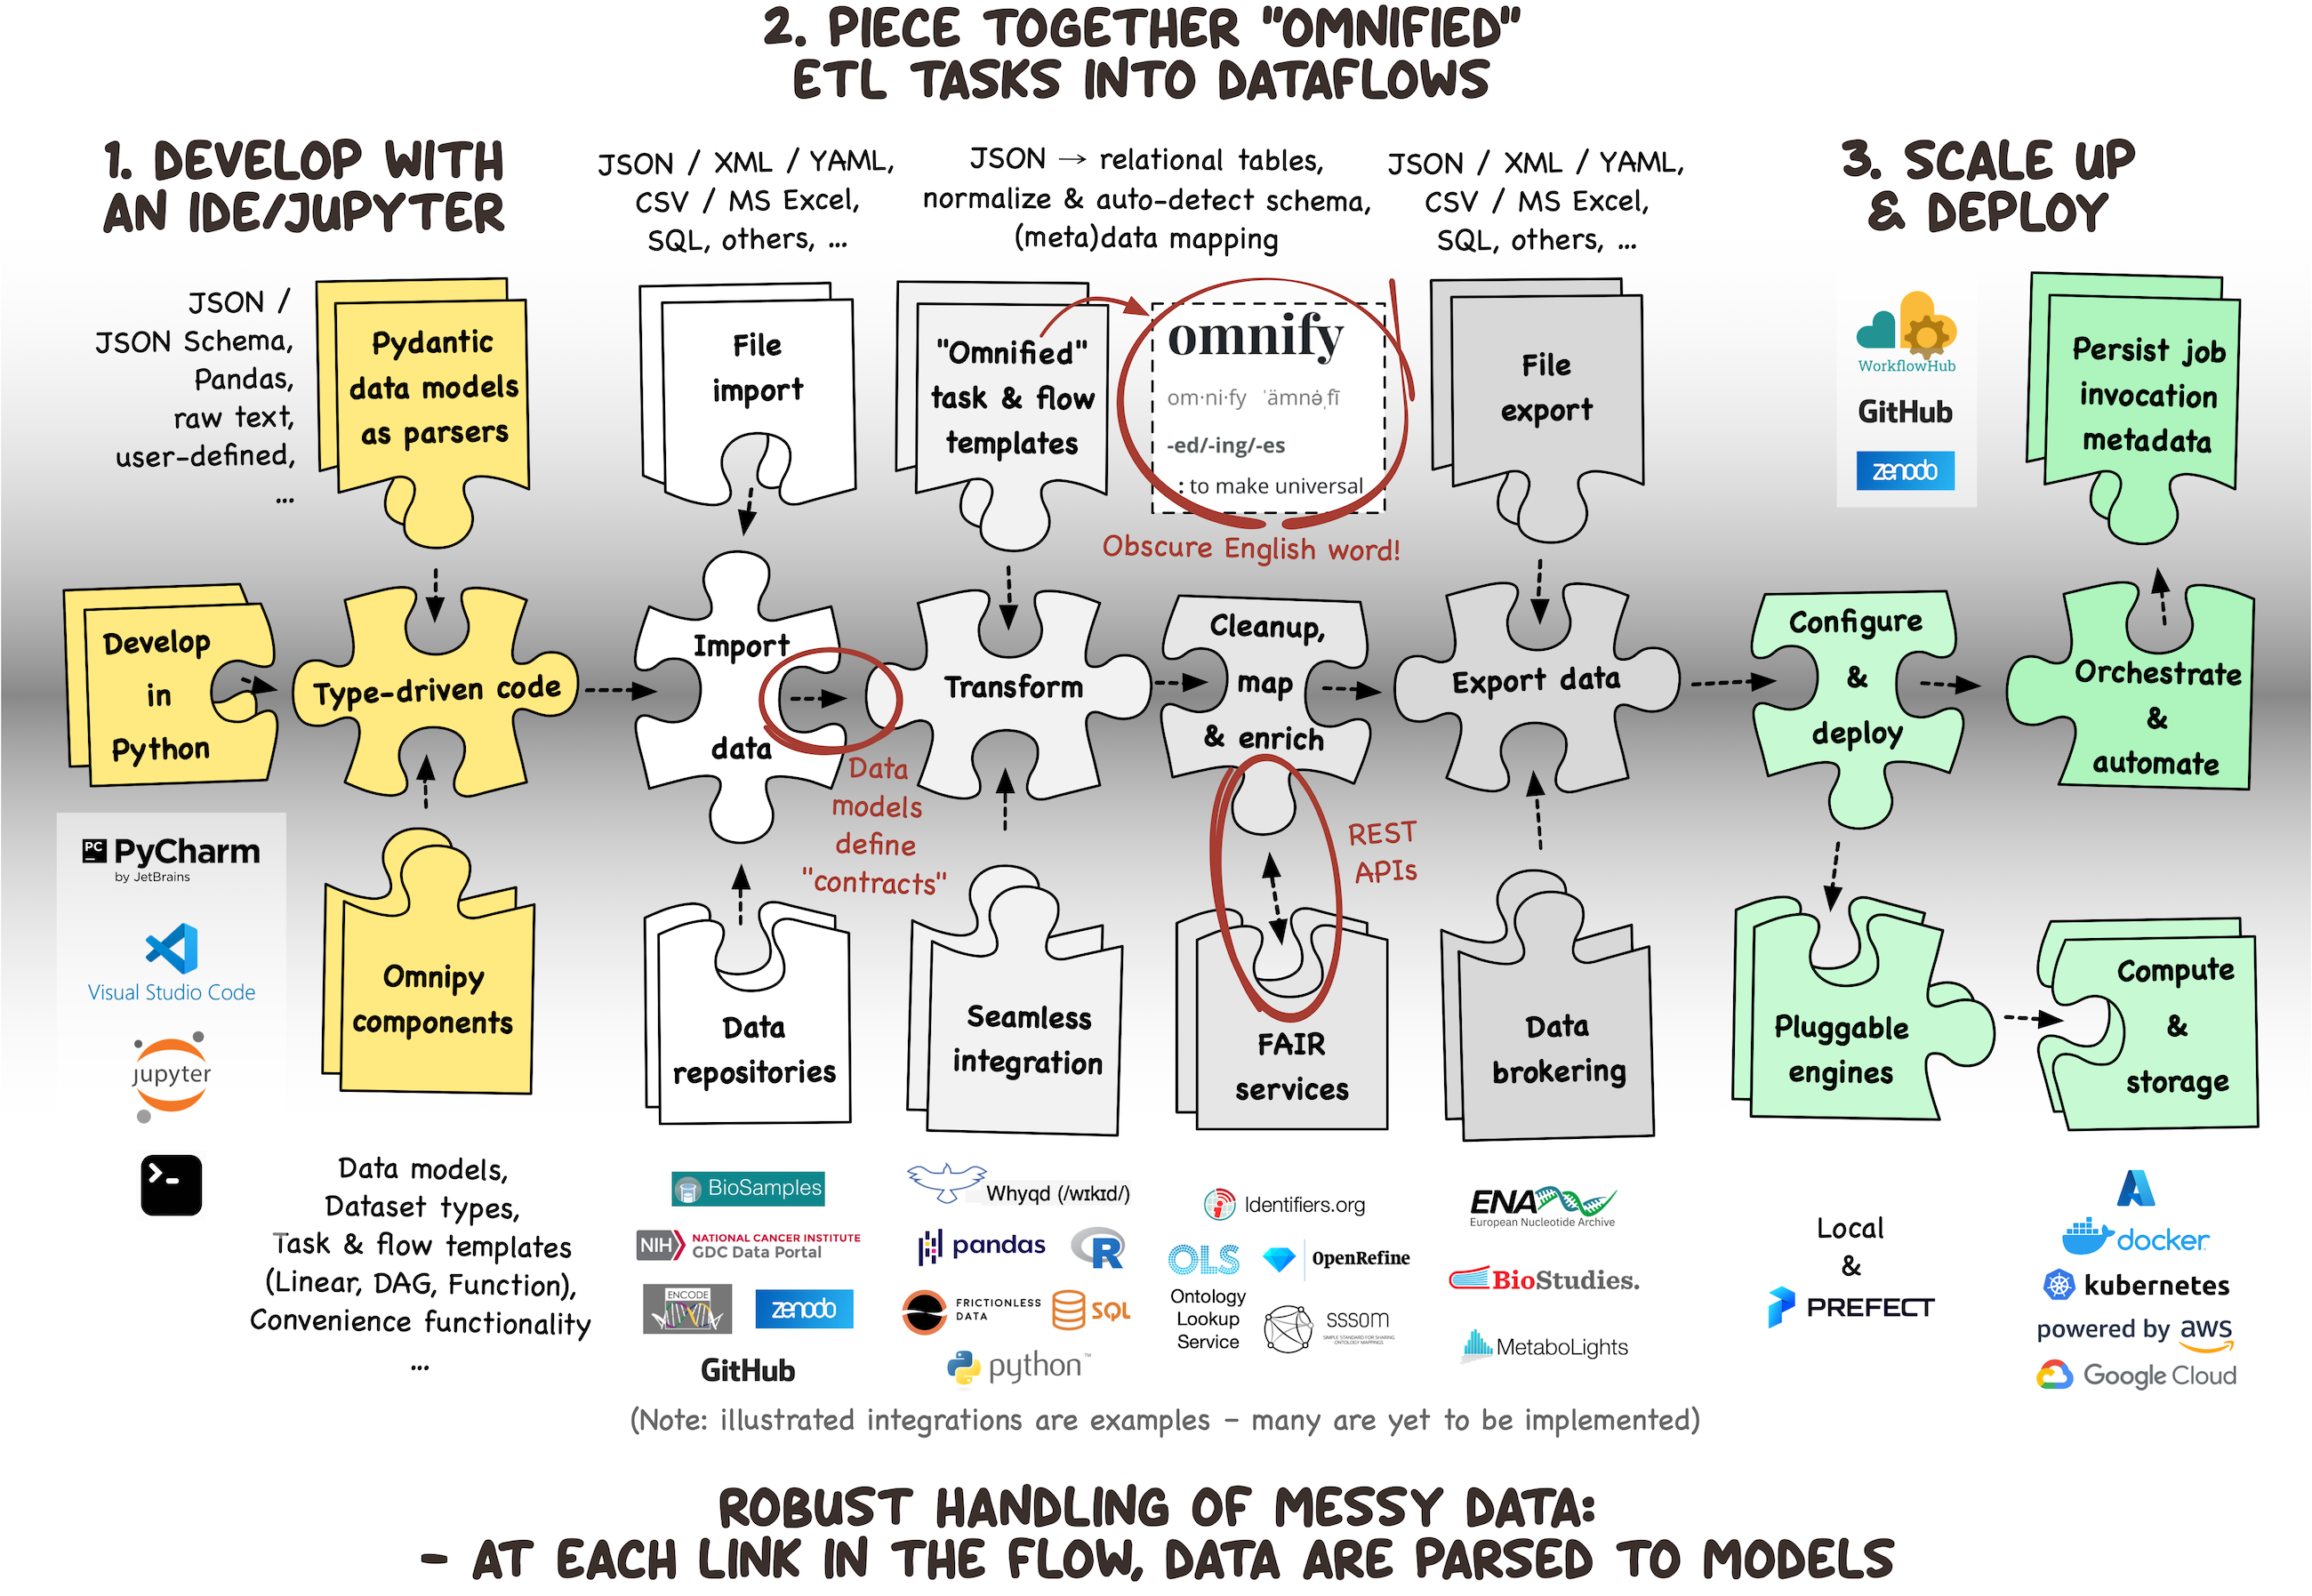 2. PIECE TOGETHER "OMNIFIED"
ETL TASKS INTO DATAFLOWS
1. DEVELOP WITH
AN IDE/JUPYTER
JSON / XML / YAML,
CSV / MS Excel,
SQL, others, ...
JSON → relational tables,
normalize & auto-detect schema,
(meta)data mapping
JSON / XML / YAML,
CSV / MS Excel,
SQL, others, ...
3. SCALE UP
& DEPLOY
JSON /
JSON Schema,
Pandas,
raw text,
user-defined,
...
Pydantic
data models
as parsers
File
import
"Omnified"
task & flow
templates
omnify
om·ni·fy ˈämnə̇ˌfī
-ed/-ing/-es
: to make universal
Obscure English word!
File
export
WorkflowHub
GitHub
zenodo
Persist job
invocation
metadata
Develop
in
Python
Type-driven code
Import
data
Data
models
define
"contracts"
Transform
Cleanup,
map
& enrich
REST
APIs
Export data
Configure
&
deploy
Orchestrate
&
automate
PC PyCharm
by JetBrains
Visual Studio Code
jupyter
Omnipy
components
Data
repositories
Seamless
integration
FAIR
services
Data
brokering
Pluggable
engines
Compute
&
storage
Data models,
Dataset types,
Task & flow templates
(Linear, DAG, Function),
Convenience functionality
...
BioSamples
NIH NATIONAL CANCER INSTITUTE
GDC Data Portal
ENCODE
zenodo
GitHub
Whyqd (/wɪkɪd/)
pandas
R
FRICTIONLESS
DATA
SQL
python™
Identifiers.org
OLS
OpenRefine
Ontology
Lookup
Service
sssom
SIMPLE STANDARD FOR SHARING
ONTOLOGY MAPPINGS
ENA
European Nucleotide Archive
BioStudies.
MetaboLights
Local
&
PREFECT
docker
kubernetes
powered by aws
Google Cloud
(Note: illustrated integrations are examples – many are yet to be implemented)
ROBUST HANDLING OF MESSY DATA:
- AT EACH LINK IN THE FLOW, DATA ARE PARSED TO MODELS